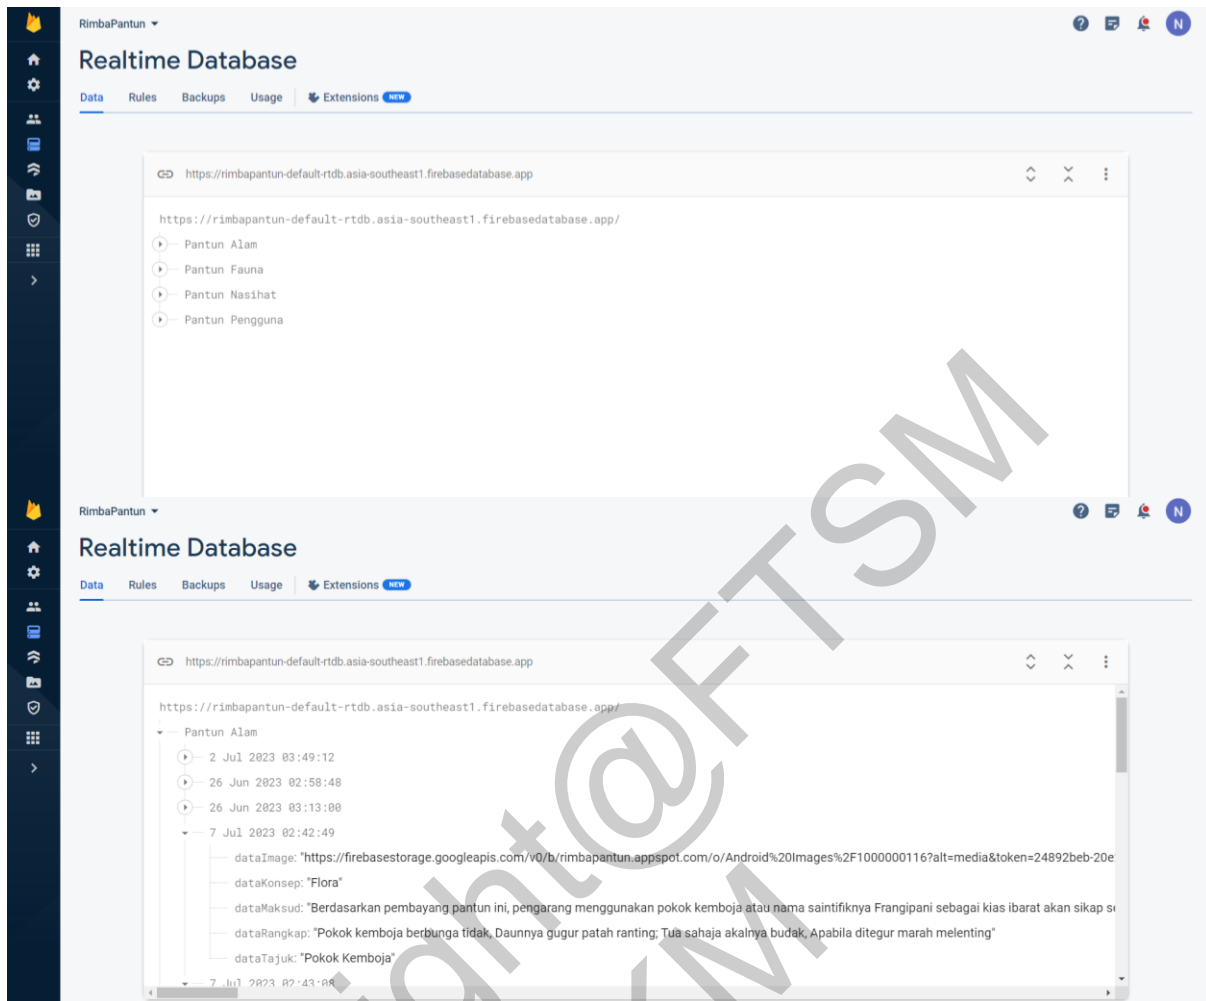 RimbaPantun
N
Realtime Database
Data Rules Backups Usage Extensions NEW
https://rimbapantun-default-rtdb.asia-southeast1.firebasedatabase.app
https://rimbapantun-default-rtdb.asia-southeast1.firebasedatabase.app/
Pantun Alam
Pantun Fauna
Pantun Nasihat
Pantun Pengguna
RimbaPantun
N
Realtime Database
Data Rules Backups Usage Extensions NEW
https://rimbapantun-default-rtdb.asia-southeast1.firebasedatabase.app
https://rimbapantun-default-rtdb.asia-southeast1.firebasedatabase.app/
Pantun Alam
2 Jul 2023 03:49:12
26 Jun 2023 02:58:48
26 Jun 2023 03:13:00
7 Jul 2023 02:42:49
dataImage: "https://firebasestorage.googleapis.com/v0/b/rimbapantun.appspot.com/o/Android%20Images%2F1000000116?alt=media&token=24892beb-20e
dataKonsep: "Flora"
dataMaksud: "Berdasarkan pembayang pantun ini, pengarang menggunakan pokok kemboja atau nama saintifiknya Frangipani sebagai kias ibarat akan sikap
dataRangkap: "Pokok kemboja berbunga tidak, Daunnya gugur patah ranting; Tua sahaja akalnya budak, Apabila ditegur marah melenting"
dataTajuk: "Pokok Kemboja"
7 Jul 2023 02:43:08
ight@FTSM